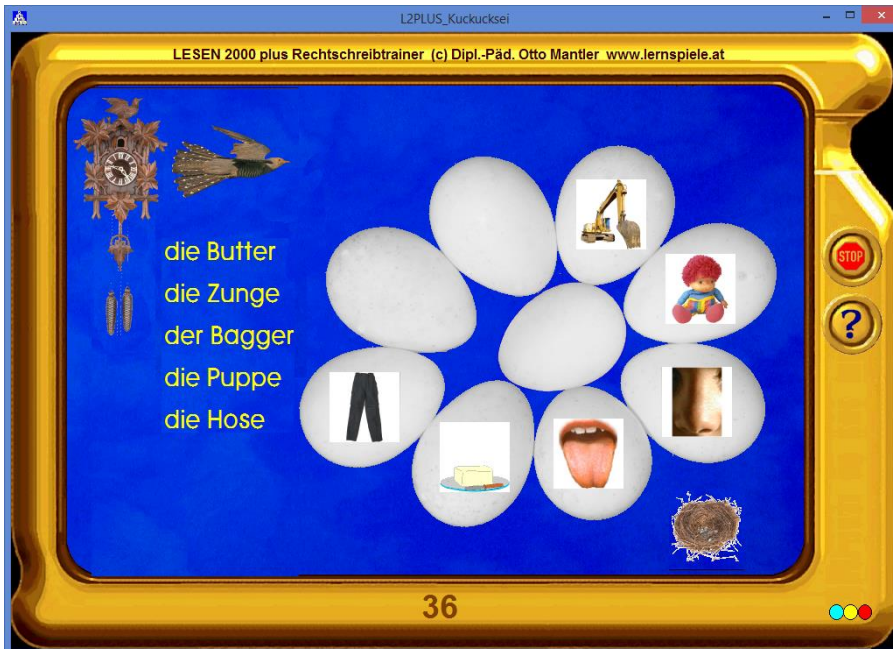 L2PLUS_Kuckucksei
LESEN 2000 plus Rechtschreibtrainer (c) Dipl.-Päd. Otto Mantler www.lernspiele.at
die Butter
die Zunge
der Bagger
die Puppe
die Hose
STOP
?
36